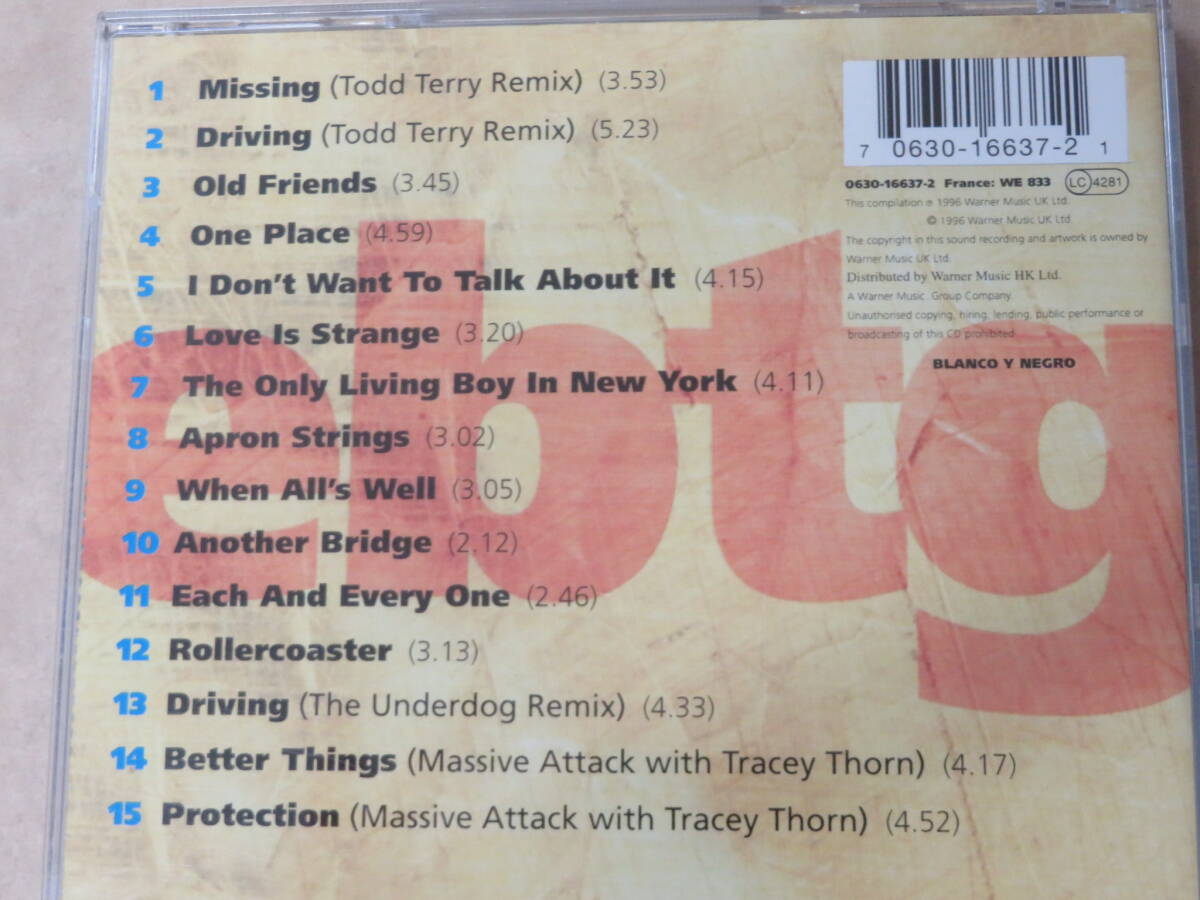 1 Missing (Todd Terry Remix) (3.53)
2 Driving (Todd Terry Remix) (5.23)
3 Old Friends (3.45)
4 One Place (4.59)
5 I Don't Want To Talk About It (4.15)
6 Love Is Strange (3.20)
7 The Only Living Boy In New York (4.11)
8 Apron Strings (3.02)
9 When All's Well (3.05)
10 Another Bridge (2.12)
11 Each And Every One (2.46)
12 Rollercoaster (3.13)
13 Driving (The Underdog Remix) (4.33)
14 Better Things (Massive Attack with Tracey Thorn) (4.17)
15 Protection (Massive Attack with Tracey Thorn) (4.52)
7 0630-16637-2 1
0630-16637-2 France: WE 833 LC 4281
This compilation ℗ 1996 Warner Music UK Ltd.
© 1996 Warner Music UK Ltd.
The copyright in this sound recording and artwork is owned by
Warner Music UK Ltd.
Distributed by Warner Music HK Ltd.
A Warner Music Group Company.
Unauthorised copying, hiring, lending, public performance or
broadcasting of this CD prohibited.
BLANCO Y NEGRO
ebtg